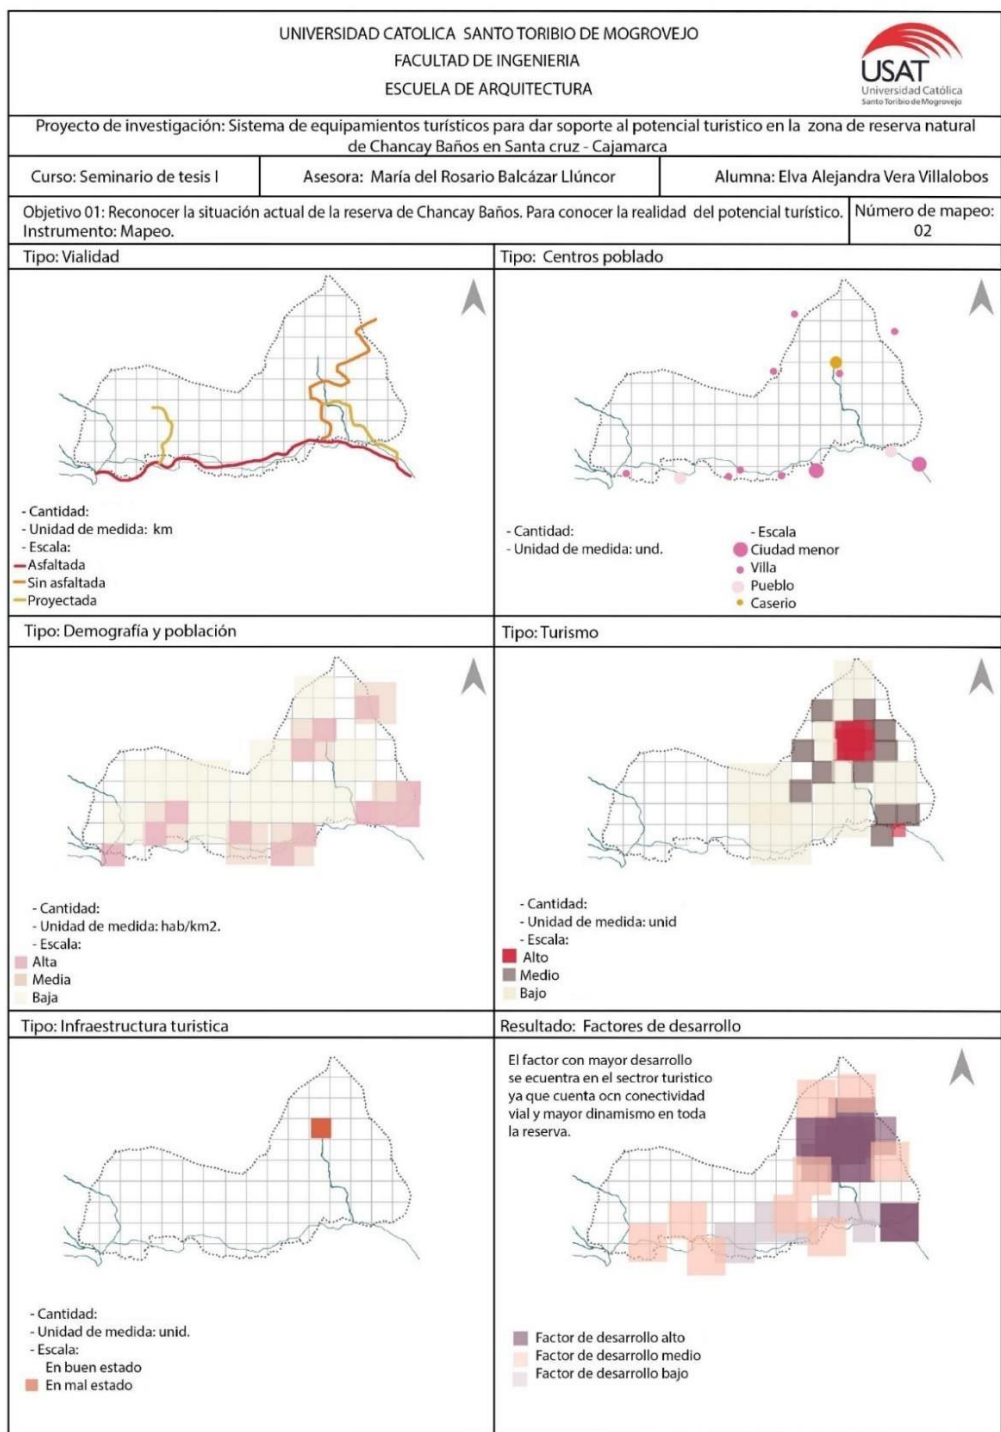 UNIVERSIDAD CATOLICA SANTO TORIBIO DE MOGROVEJO
FACULTAD DE INGENIERIA
ESCUELA DE ARQUITECTURA
USAT
Universidad Católica
Santo Toribio de Mogrovejo
Proyecto de investigación: Sistema de equipamientos turísticos para dar soporte al potencial turistico en la zona de reserva natural
de Chancay Baños en Santa cruz - Cajamarca
Curso: Seminario de tesis I
Asesora: María del Rosario Balcázar Llúncor
Alumna: Elva Alejandra Vera Villalobos
Objetivo 01: Reconocer la situación actual de la reserva de Chancay Baños. Para conocer la realidad del potencial turístico.
Instrumento: Mapeo.
Número de mapeo:
02
Tipo: Vialidad
- Cantidad:
- Unidad de medida: km
- Escala:
Asfaltada
Sin asfaltada
Proyectada
Tipo: Centros poblado
- Cantidad:
- Unidad de medida: und.
- Escala
Ciudad menor
Villa
Pueblo
Caserio
Tipo: Demografía y población
- Cantidad:
- Unidad de medida: hab/km2.
- Escala:
Alta
Media
Baja
Tipo: Turismo
- Cantidad:
- Unidad de medida: unid
- Escala:
Alto
Medio
Bajo
Tipo: Infraestructura turistica
- Cantidad:
- Unidad de medida: unid.
- Escala:
En buen estado
En mal estado
Resultado: Factores de desarrollo
El factor con mayor desarrollo
se ecuentra en el sectror turistico
ya que cuenta ocn conectividad
vial y mayor dinamismo en toda
la reserva.
Factor de desarrollo alto
Factor de desarrollo medio
Factor de desarrollo bajo